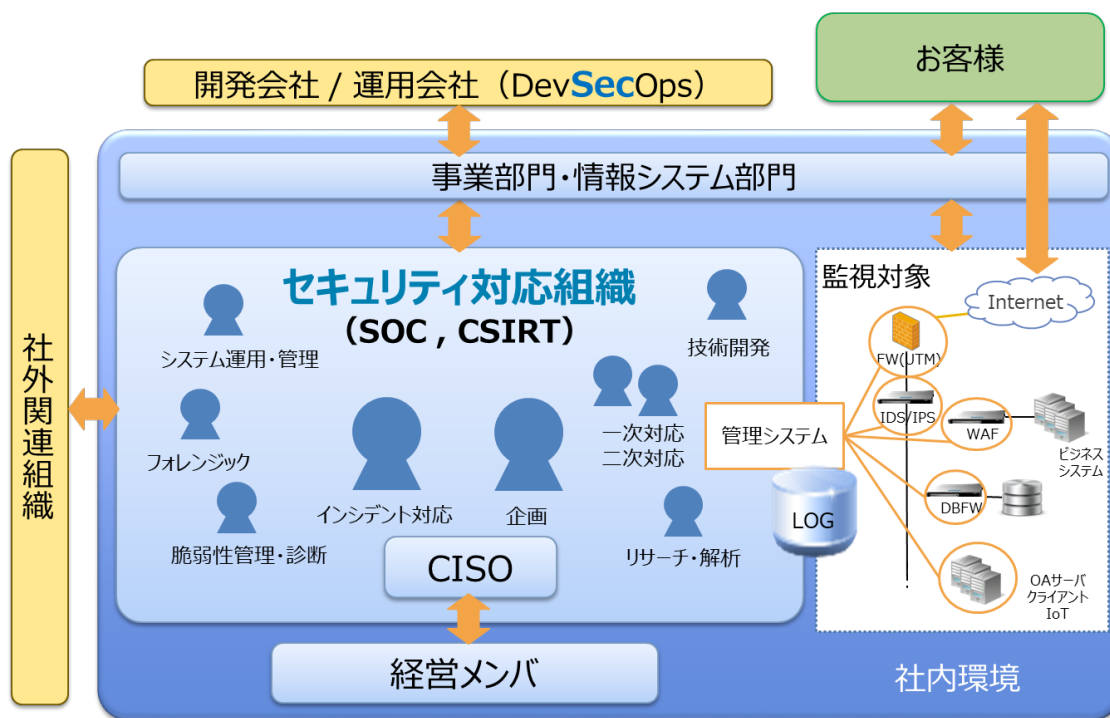 お客様
開発会社 / 運用会社（DevSecOps）
事業部門・情報システム部門
社外関連組織
セキュリティ対応組織
（SOC , CSIRT）
システム運用・管理
技術開発
フォレンジック
一次対応
二次対応
インシデント対応
企画
脆弱性管理・診断
リサーチ・解析
CISO
経営メンバ
管理システム
LOG
監視対象
Internet
FW(UTM)
IDS/IPS
WAF
ビジネス
システム
DBFW
OAサーバ
クライアント
IoT
社内環境